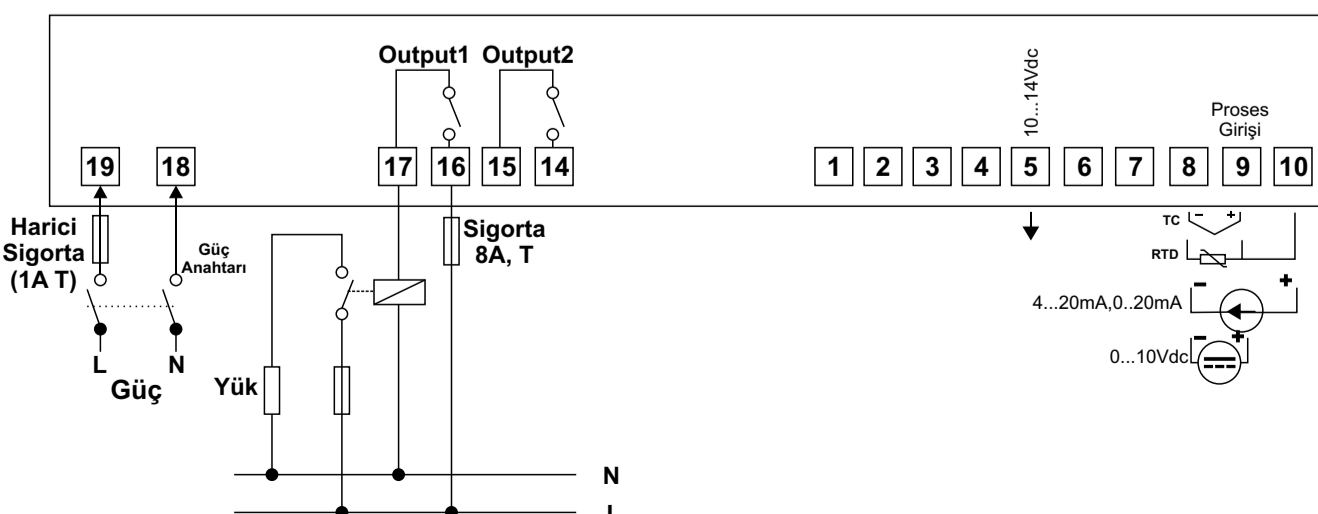 Output1 Output2
10...14Vdc
Proses
Girişi
19 18 17 16 15 14 1 2 3 4 5 6 7 8 9 10
Harici
Sigorta
(1A T)
Güç
Anahtarı
Sigorta
8A, T
TC - +
RTD
- +
4...20mA,0..20mA
- +
0...10Vdc
L N
Güç
Yük
N